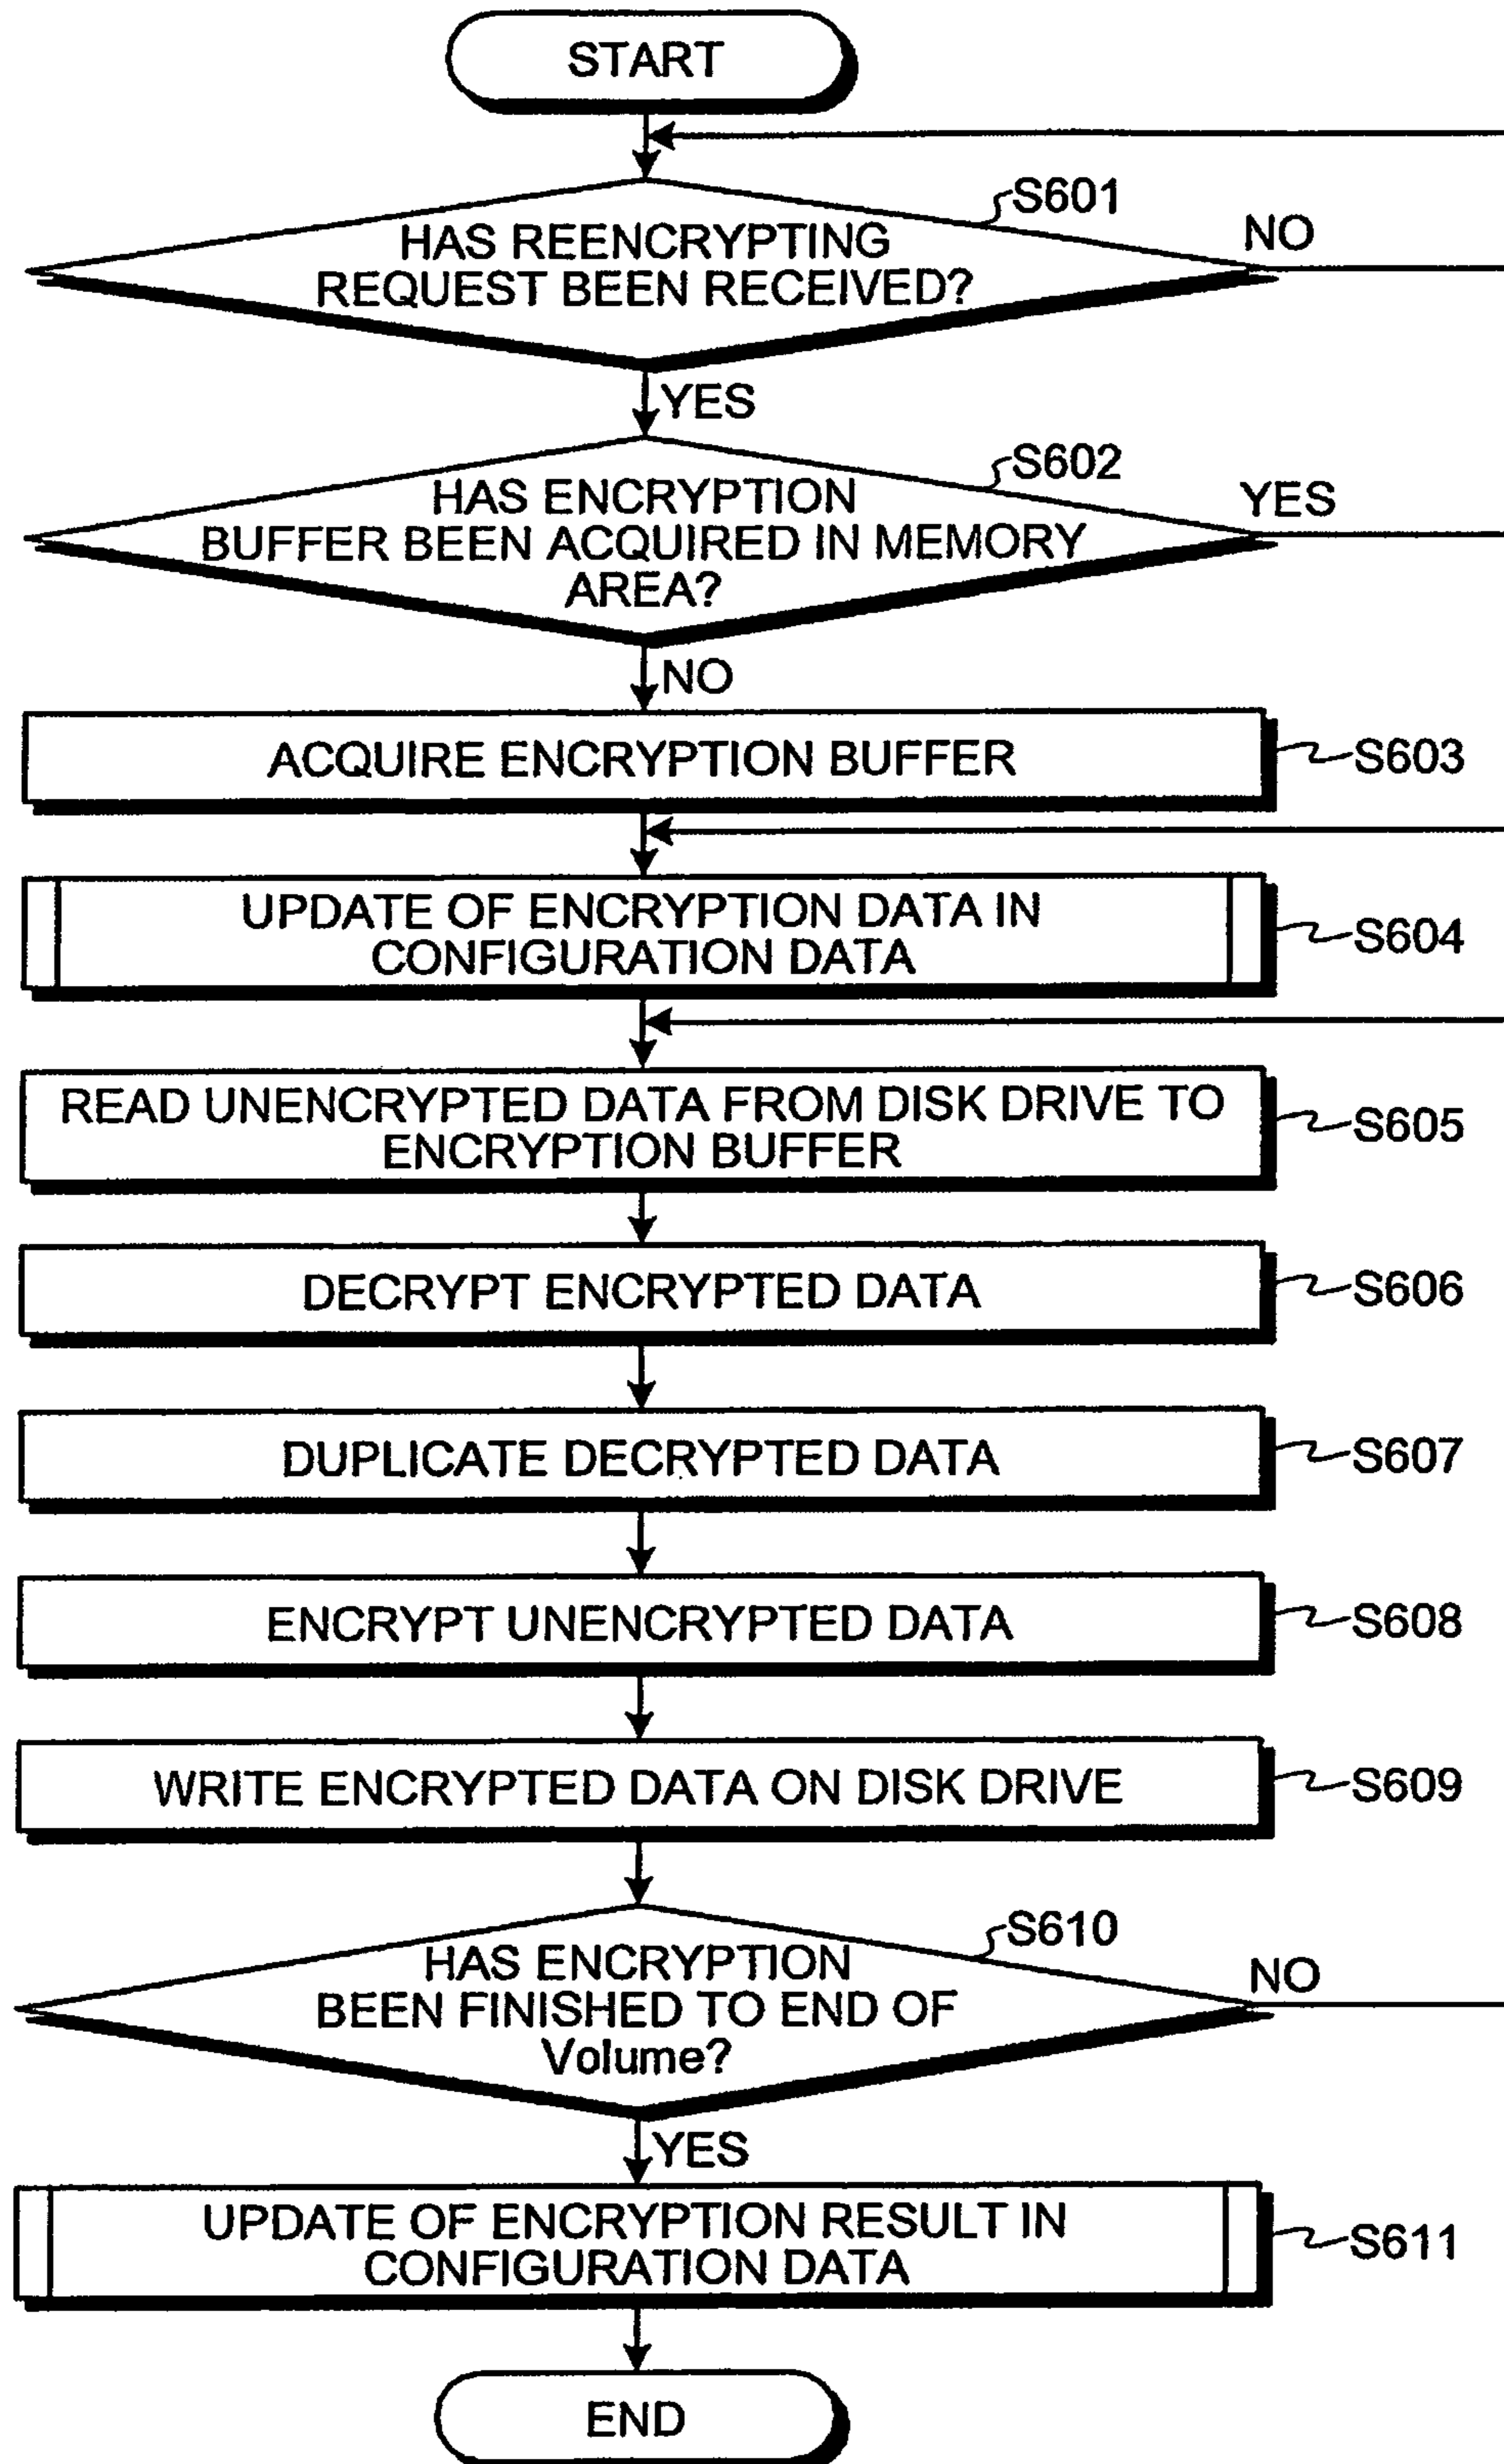 START
S601
HAS REENCRYPTING
NO
REQUEST BEEN RECEIVED?
YES
S602
HAS ENCRYPTION
YES
BUFFER BEEN ACQUIRED IN MEMORY
AREA?
NO
ACQUIRE ENCRYPTION BUFFER
S603
UPDATE OF ENCRYPTION DATA IN
CONFIGURATION DATA
S604
READ UNENCRYPTED DATA FROM DISK DRIVE TO
ENCRYPTION BUFFER
S605
DECRYPT ENCRYPTED DATA
S606
DUPLICATE DECRYPTED DATA
S607
ENCRYPT UNENCRYPTED DATA
S608
WRITE ENCRYPTED DATA ON DISK DRIVE
S609
S610
HAS ENCRYPTION
NO
BEEN FINISHED TO END OF
Volume?
YES
UPDATE OF ENCRYPTION RESULT IN
CONFIGURATION DATA
S611
END